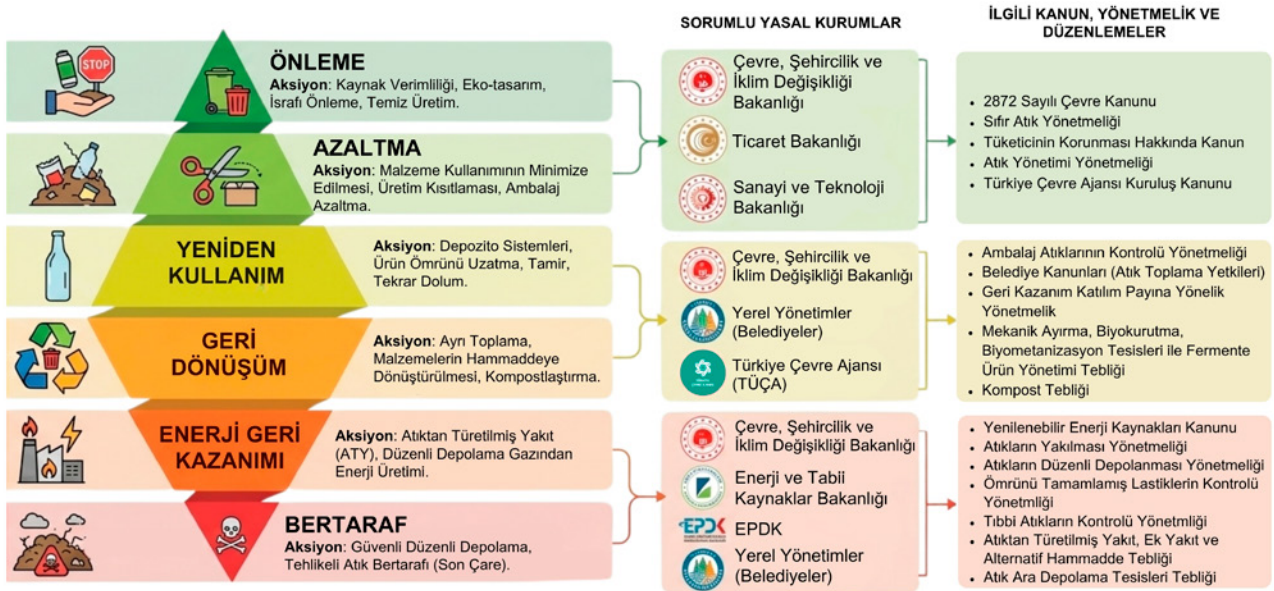 SORUMLU YASAL KURUMLAR
İLGİLİ KANUN, YÖNETMELİK VE
DÜZENLEMELER
STOP
ÖNLEME
Aksiyon: Kaynak Verimliliği, Eko-tasarım,
İsrafı Önleme, Temiz Üretim.
AZALTMA
Aksiyon: Malzeme Kullanımının Minimize
Edilmesi, Üretim Kısıtlaması, Ambalaj
Azaltma.
Çevre, Şehircilik ve
İklim Değişikliği
Bakanlığı
Ticaret Bakanlığı
Sanayi ve Teknoloji
Bakanlığı
• 2872 Sayılı Çevre Kanunu
• Sıfır Atık Yönetmeliği
• Tüketicinin Korunması Hakkında Kanun
• Atık Yönetimi Yönetmeliği
• Türkiye Çevre Ajansı Kuruluş Kanunu
YENİDEN
KULLANIM
Aksiyon: Depozito Sistemleri,
Ürün Ömrünü Uzatma, Tamir,
Tekrar Dolum.
GERİ
DÖNÜŞÜM
Aksiyon: Ayrı Toplama,
Malzemelerin Hammaddeye
Dönüştürülmesi, Kompostlaştırma.
Çevre, Şehircilik ve
İklim Değişikliği Bakanlığı
Yerel Yönetimler
(Belediyeler)
Türkiye Çevre Ajansı
(TÜÇA)
• Ambalaj Atıklarının Kontrolü Yönetmeliği
• Belediye Kanunları (Atık Toplama Yetkileri)
• Geri Kazanım Katılım Payına Yönelik
Yönetmelik
• Mekanik Ayırma, Biyokurutma,
Biyometanizasyon Tesisleri ile Fermente
Ürün Yönetimi Tebliği
• Kompost Tebliği
ENERJİ GERİ
KAZANIMI
Aksiyon: Atıktan Türetilmiş Yakıt
(ATY), Düzenli Depolama Gazından
Enerji Üretimi.
BERTARAF
Aksiyon: Güvenli Düzenli Depolama,
Tehlikeli Atık Bertarafı (Son Çare).
Çevre, Şehircilik ve
İklim Değişikliği Bakanlığı
Enerji ve Tabii
Kaynaklar Bakanlığı
EPDK
EPDK
Yerel Yönetimler
(Belediyeler)
• Yenilenebilir Enerji Kaynakları Kanunu
• Atıkların Yakılması Yönetmeliği
• Atıkların Düzenli Depolanması Yönetmeliği
• Ömrünü Tamamlamış Lastiklerin Kontrolü
Yönetmliği
• Tıbbi Atıkların Kontrolü Yönetmliği
• Atıktan Türetilmiş Yakıt, Ek Yakıt ve
Alternatif Hammadde Tebliği
• Atık Ara Depolama Tesisleri Tebliği